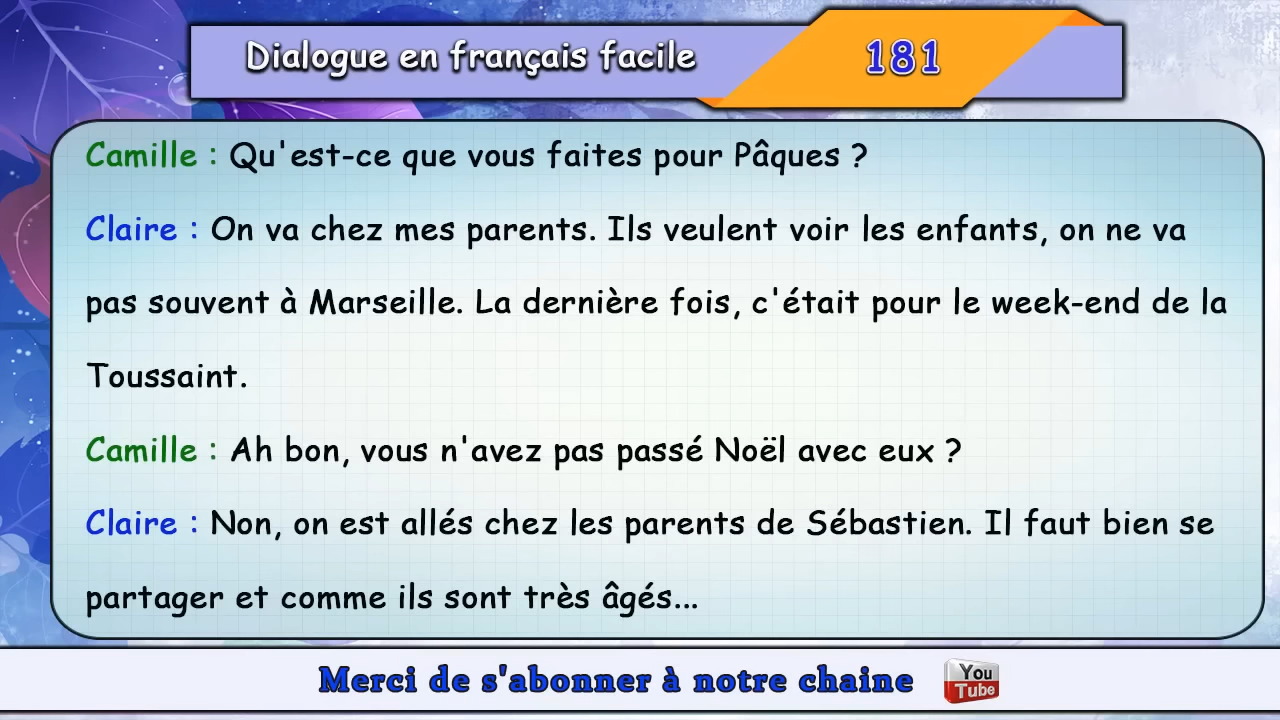 Dialogue en français facile
181
Camille : Qu'est-ce que vous faites pour Pâques ?
Claire : On va chez mes parents. Ils veulent voir les enfants, on ne va
pas souvent à Marseille. La dernière fois, c'était pour le week-end de la
Toussaint.
Camille : Ah bon, vous n'avez pas passé Noël avec eux ?
Claire : Non, on est allés chez les parents de Sébastien. Il faut bien se
partager et comme ils sont très âgés...
Merci de s'abonner à notre chaine
You
Tube